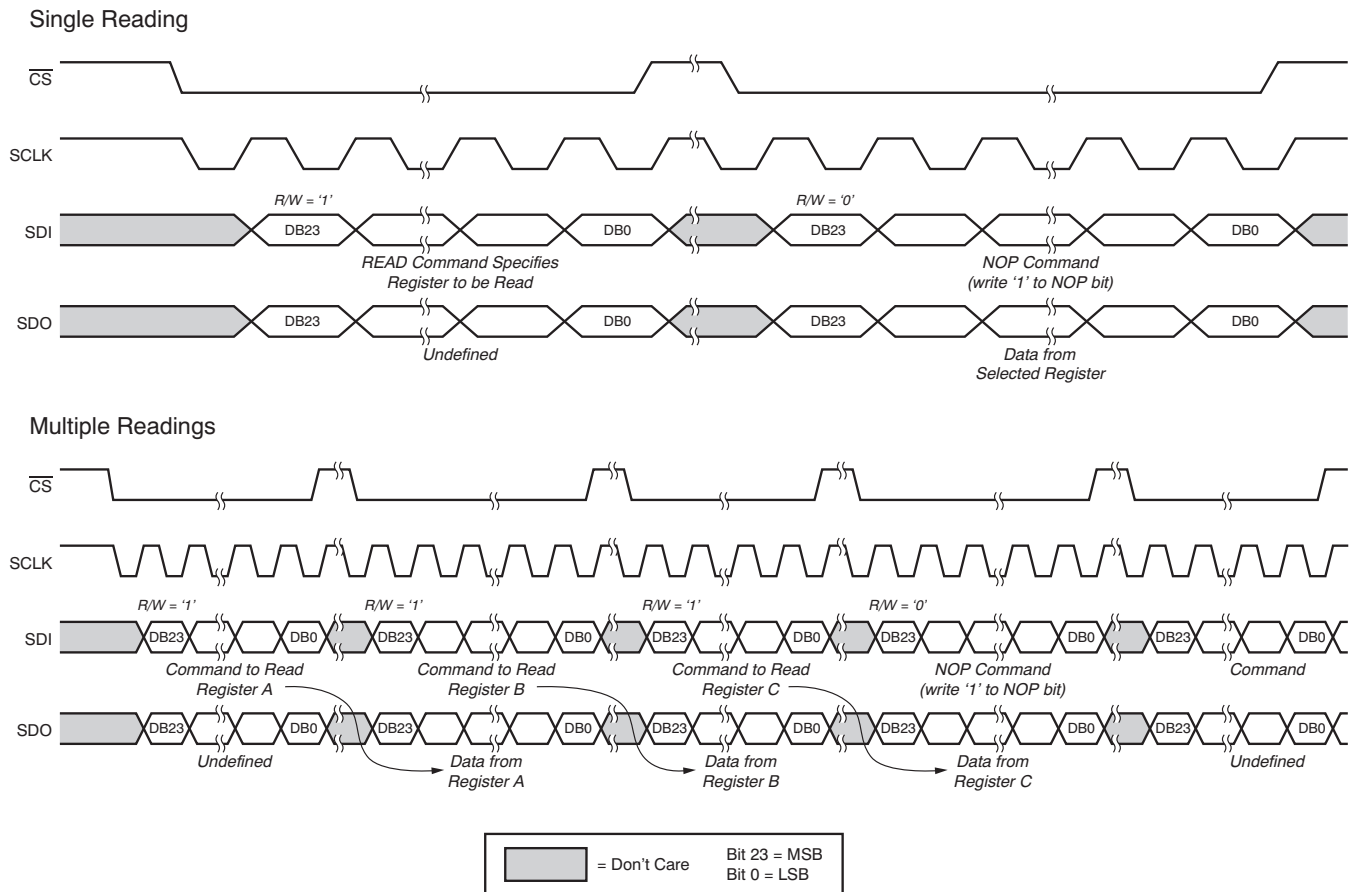 Single Reading
CS
SCLK
R/W = ‘1’ R/W = ‘0’
SDI DB23 DB0 DB23 DB0
READ Command Specifies
Register to be Read
NOP Command
(write ‘1’ to NOP bit)
SDO DB23 DB0 DB23 DB0
Undefined
Data from
Selected Register
Multiple Readings
CS
SCLK
R/W = ‘1’ R/W = ‘1’ R/W = ‘1’ R/W = ‘0’
SDI DB23 DB0 DB23 DB0 DB23 DB0 DB23 DB0 DB23 DB0
Command to Read
Register A
Command to Read
Register B
Command to Read
Register C
NOP Command
(write ‘1’ to NOP bit)
Command
SDO DB23 DB0 DB23 DB0 DB23 DB0 DB23 DB0 DB23 DB0
Undefined
Data from
Register A
Data from
Register B
Data from
Register C
Undefined
= Don’t Care
Bit 23 = MSB
Bit 0 = LSB